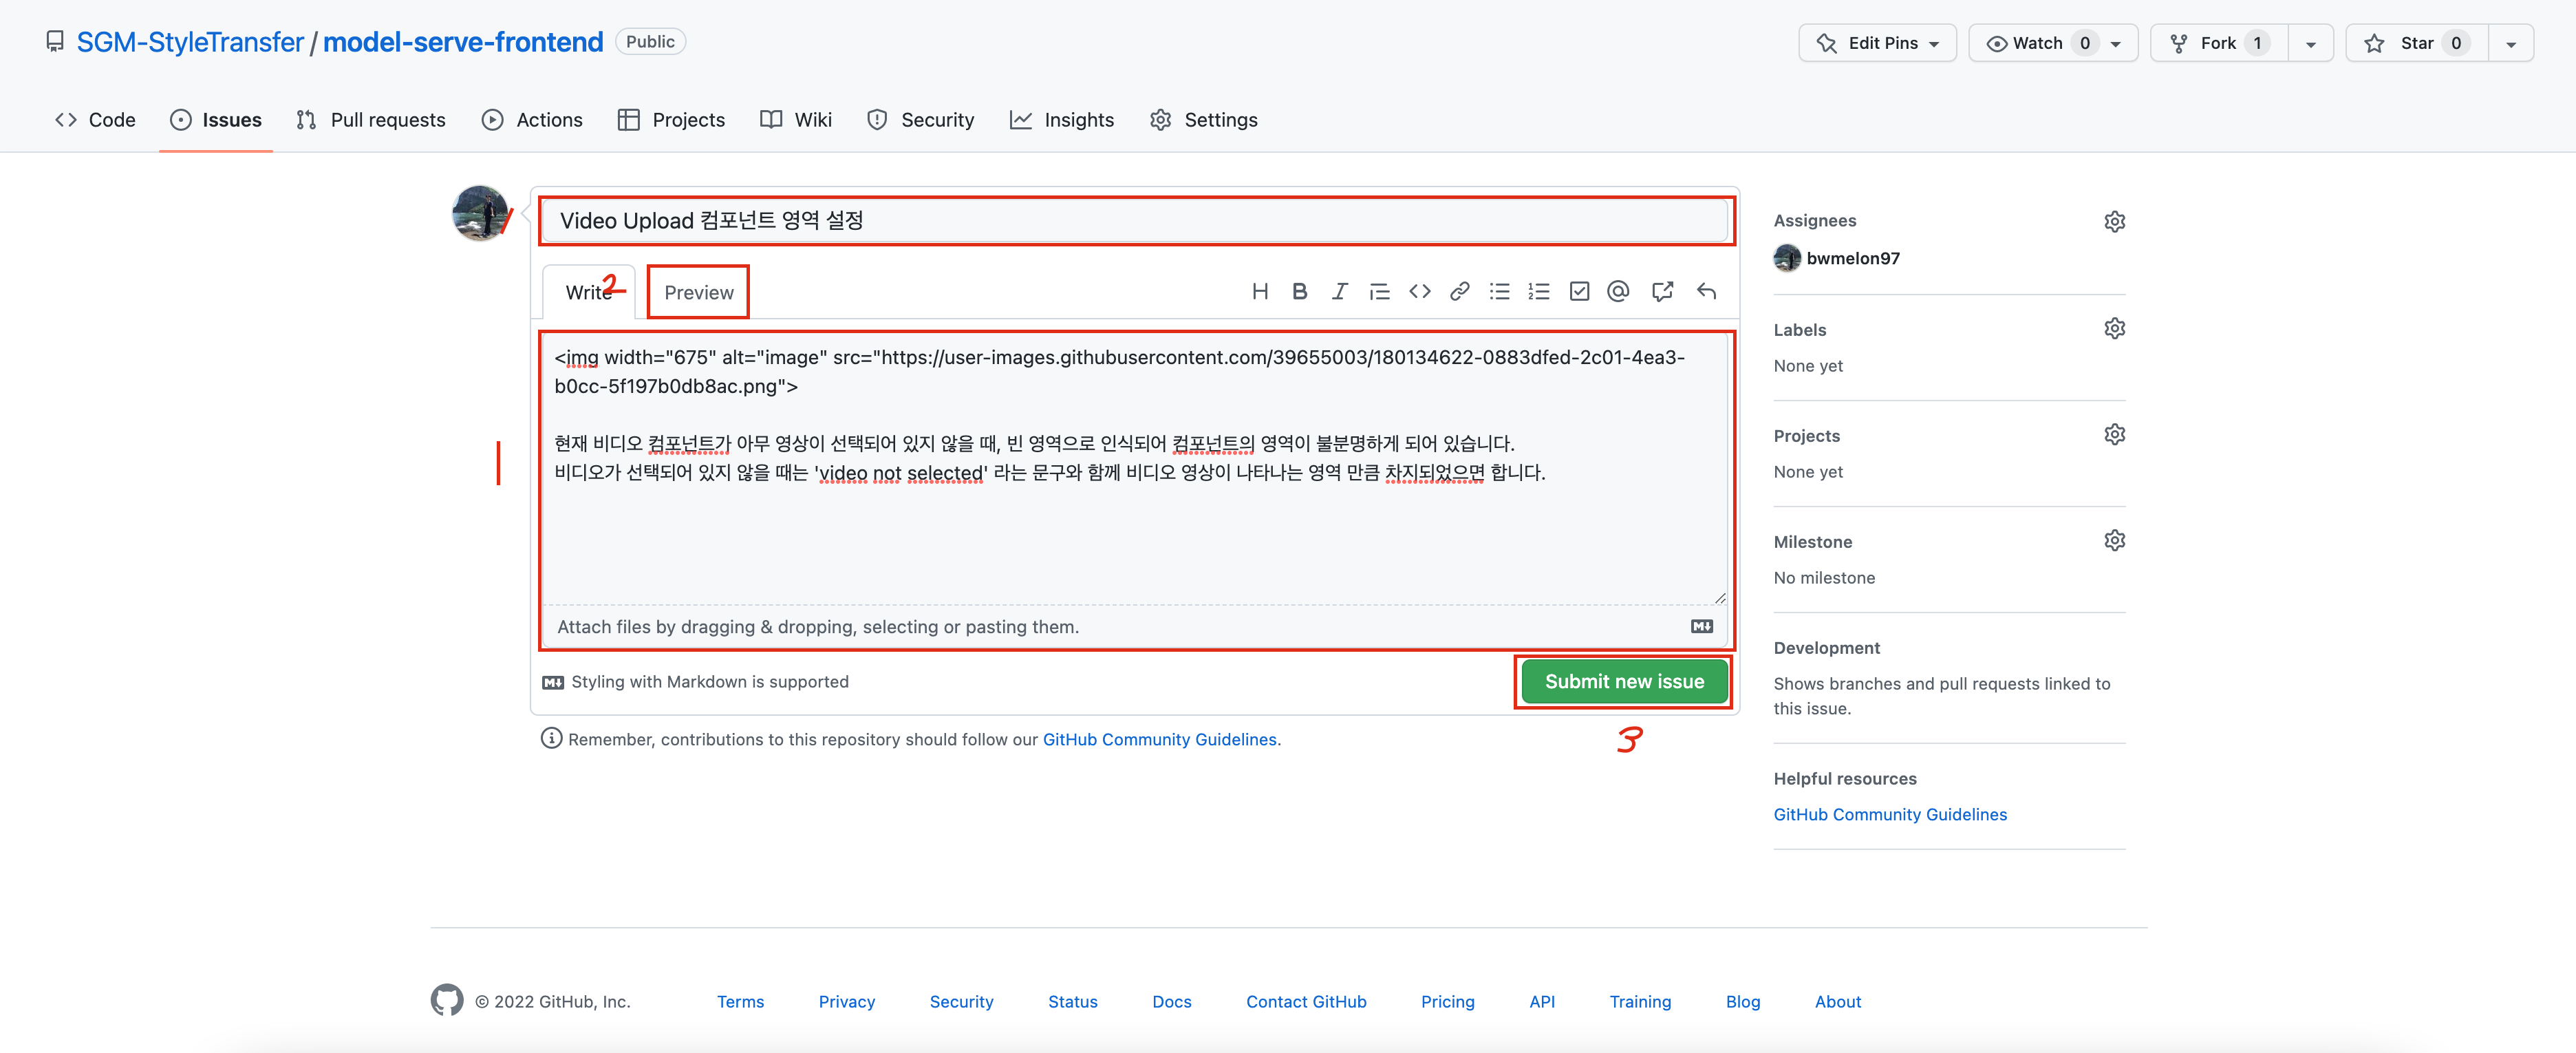 SGM-StyleTransfer / model-serve-frontend Public
Edit Pins Watch 0 Fork 1 Star 0
Code Issues Pull requests Actions Projects Wiki Security Insights Settings
1
Video Upload 컴포넌트 영역 설정
Write 2 Preview
<img width="675" alt="image" src="https://user-images.githubusercontent.com/39655003/180134622-0883dfed-2c01-4ea3-
b0cc-5f197b0db8ac.png">
1
현재 비디오 컴포넌트가 아무 영상이 선택되어 있지 않을 때, 빈 영역으로 인식되어 컴포넌트의 영역이 불분명하게 되어 있습니다.
비디오가 선택되어 있지 않을 때는 'video not selected' 라는 문구와 함께 비디오 영상이 나타나는 영역 만큼 차지되었으면 합니다.
Attach files by dragging & dropping, selecting or pasting them.
Styling with Markdown is supported
Submit new issue
3
Remember, contributions to this repository should follow our GitHub Community Guidelines.
Assignees
bwmelon97
Labels
None yet
Projects
None yet
Milestone
No milestone
Development
Shows branches and pull requests linked to
this issue.
Helpful resources
GitHub Community Guidelines
© 2022 GitHub, Inc. Terms Privacy Security Status Docs Contact GitHub Pricing API Training Blog About